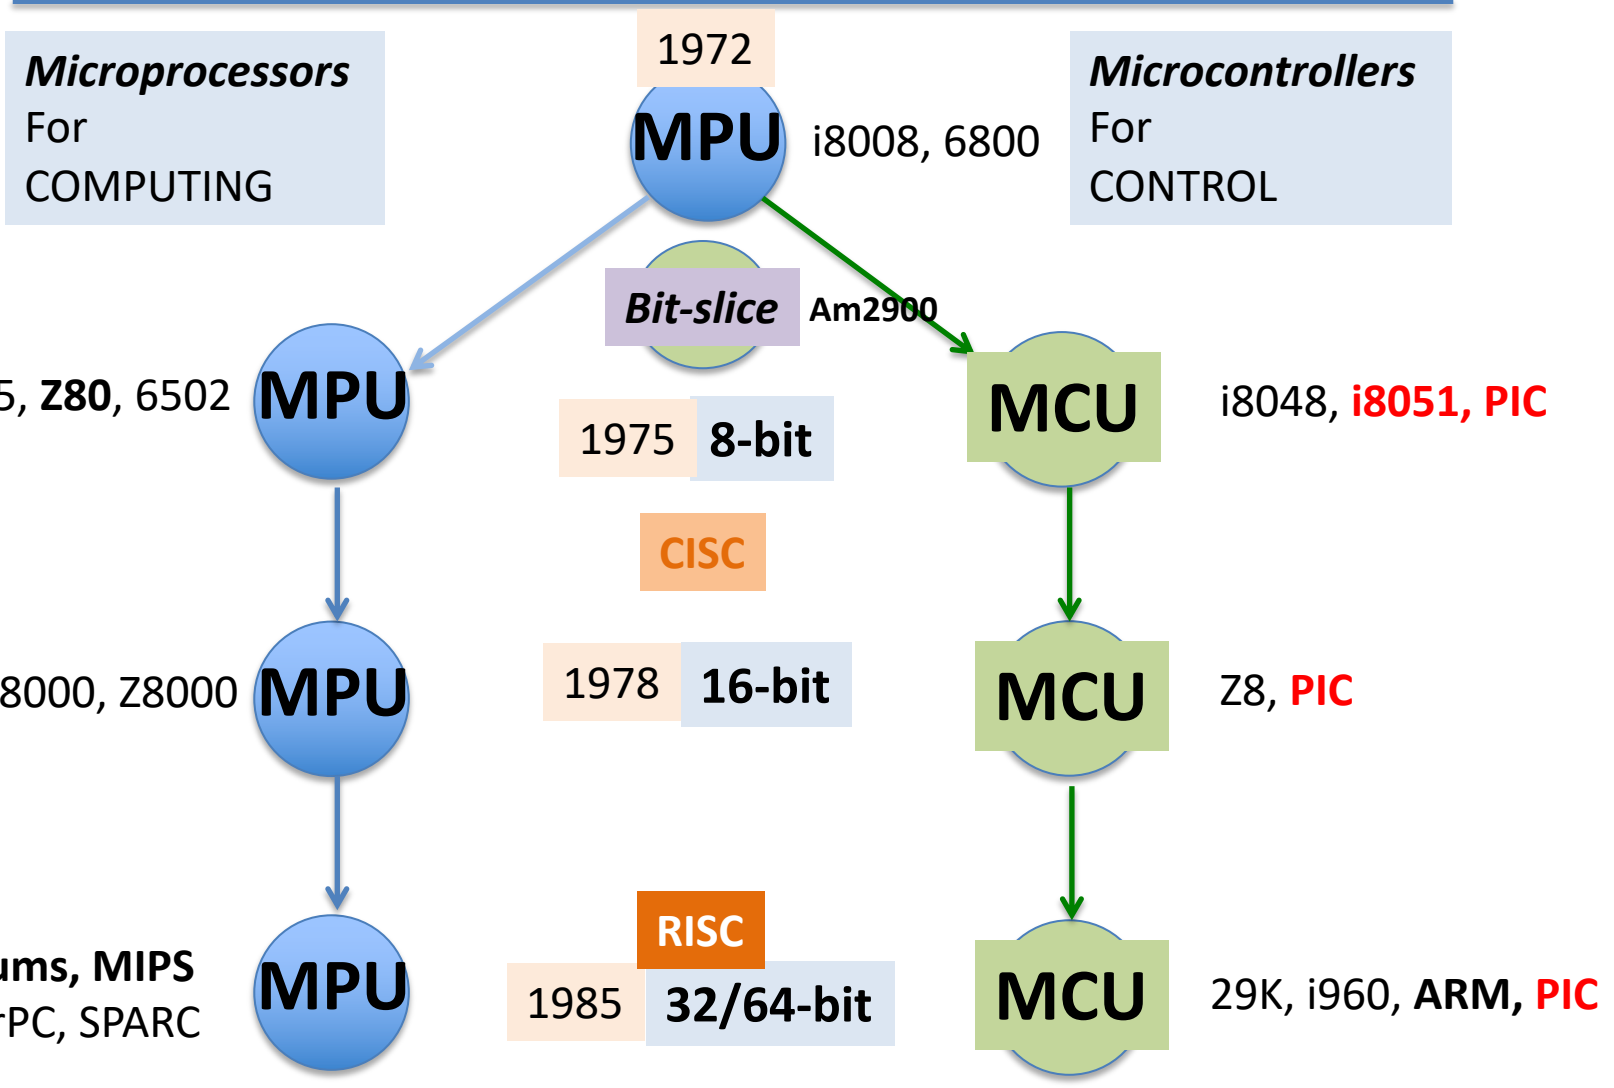 1972
Microprocessors
For
COMPUTING
MPU
i8008, 6800
Microcontrollers
For
CONTROL
Bit-slice
Am2900
5, Z80, 6502
MPU
1975
8-bit
MCU
i8048, i8051, PIC
CISC
8000, Z8000
MPU
1978
16-bit
MCU
Z8, PIC
RISC
ums, MIPS
rPC, SPARC
MPU
1985
32/64-bit
MCU
29K, i960, ARM, PIC